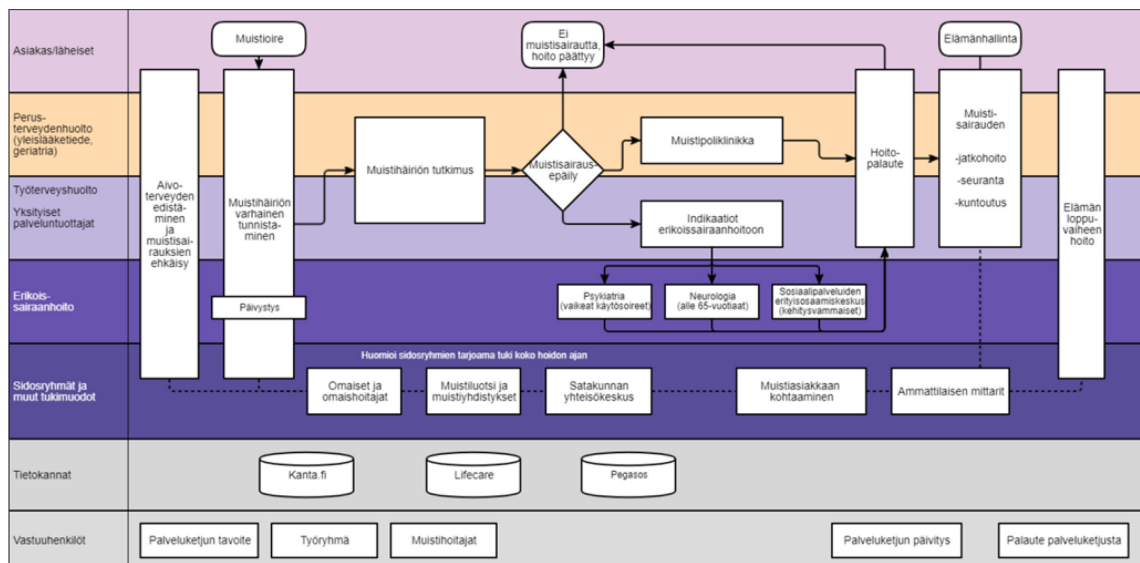 Asiakas/läheiset
Muistioire
Ei
muistisairautta,
hoito päättyy
Elämänhallinta
Perus-
terveydenhuolto
(yleislääketiede,
geriatria)
Työterveyshuolto
Yksityiset
palveluntuottajat
Aivo-
terveyden
edistä-
minen
ja
muistisai-
rauksien
ehkäisy
Muistihäiriön
varhainen
tunnista-
minen
Muistihäiriön tutkimus
Muistisairaus-
epäily
Muistipoliklinikka
Indikaatiot
erikoissairaanhoitoon
Hoito-
palaute
Muisti-
sairauden
-jatkohoito
-seuranta
-kuntoutus
Elämän
loppu-
vaiheen
hoito
Erikois-
sairaanhoito
Päivystys
Psykiatria
(vaikeat käytösoireet)
Neurologia
(alle 65-vuotiaat)
Sosiaalipalveluiden
erityisosaamiskeskus
(kehitysvammaiset)
Sidosryhmät ja
muut tukimuodot
Huomioi sidosryhmien tarjoama tuki koko hoidon ajan
Omaiset ja
omaishoitajat
Muistiluotsi ja
muistiyhdistykset
Satakunnan
yhteisökeskus
Muistiasiakkaan
kohtaaminen
Ammattilaisen mittarit
Tietokannat
Kanta.fi
Lifecare
Pegasos
Vastuuhenkilöt
Palveluketjun tavoite
Työryhmä
Muistihoitajat
Palveluketjun päivitys
Palaute palveluketjusta